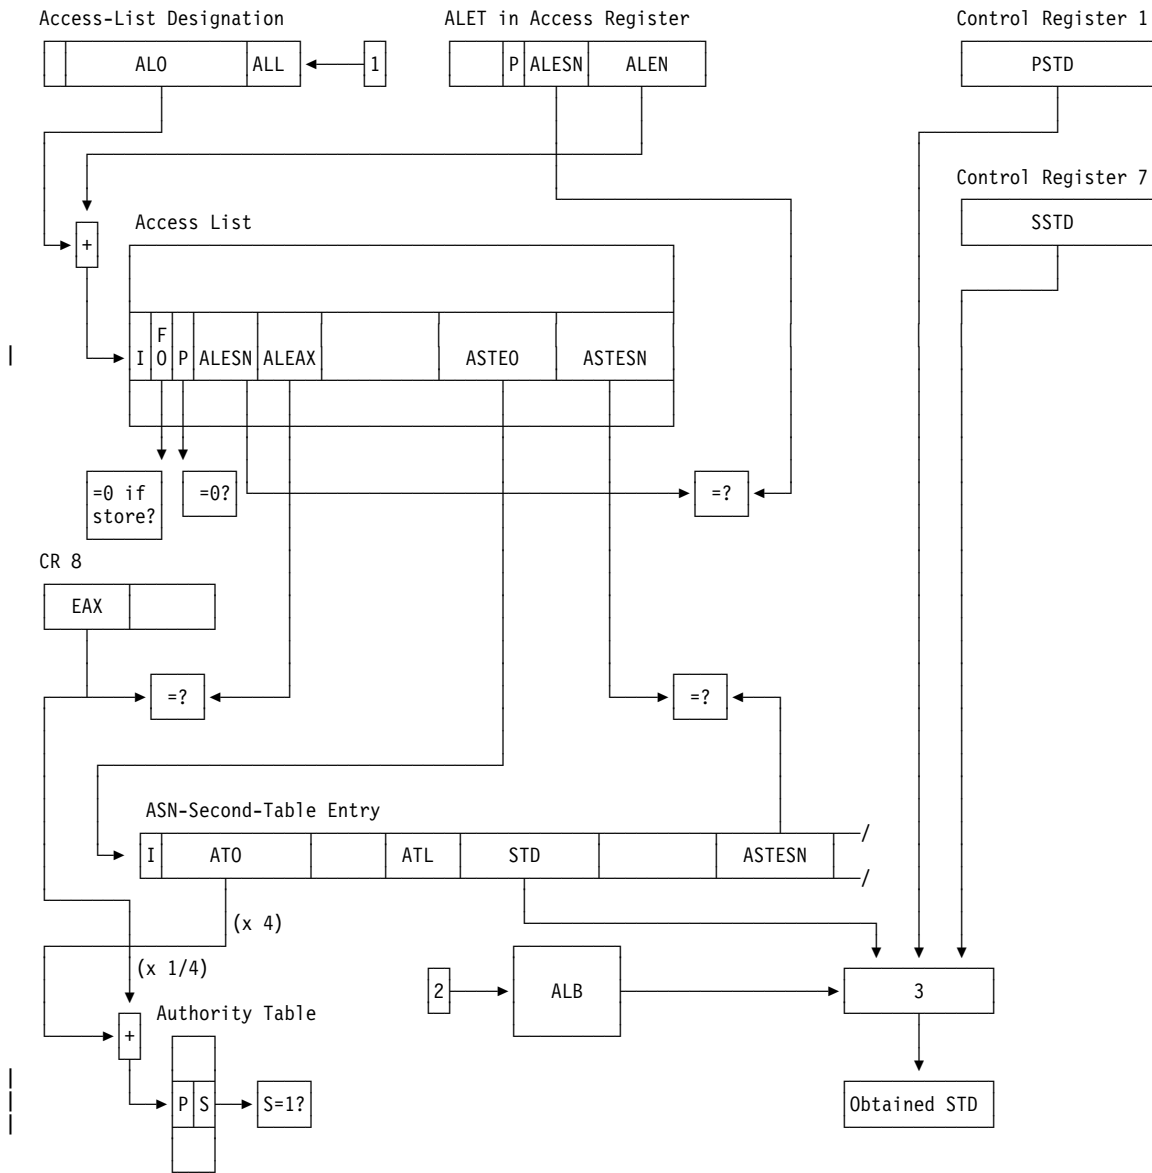 Access-List Designation
ALET in Access Register
Control Register 1
ALO
ALL
1
P
ALESN
ALEN
PSTD
Control Register 7
Access List
SSTD
+
I
F
O
P
ALESN
ALEAX
ASTEO
ASTESN
=0 if
store?
=0?
=?
CR 8
EAX
=?
=?
ASN-Second-Table Entry
I
ATO
ATL
STD
ASTESN
(x 4)
(x 1/4)
2
ALB
3
Authority Table
+
P
S
S=1?
Obtained STD